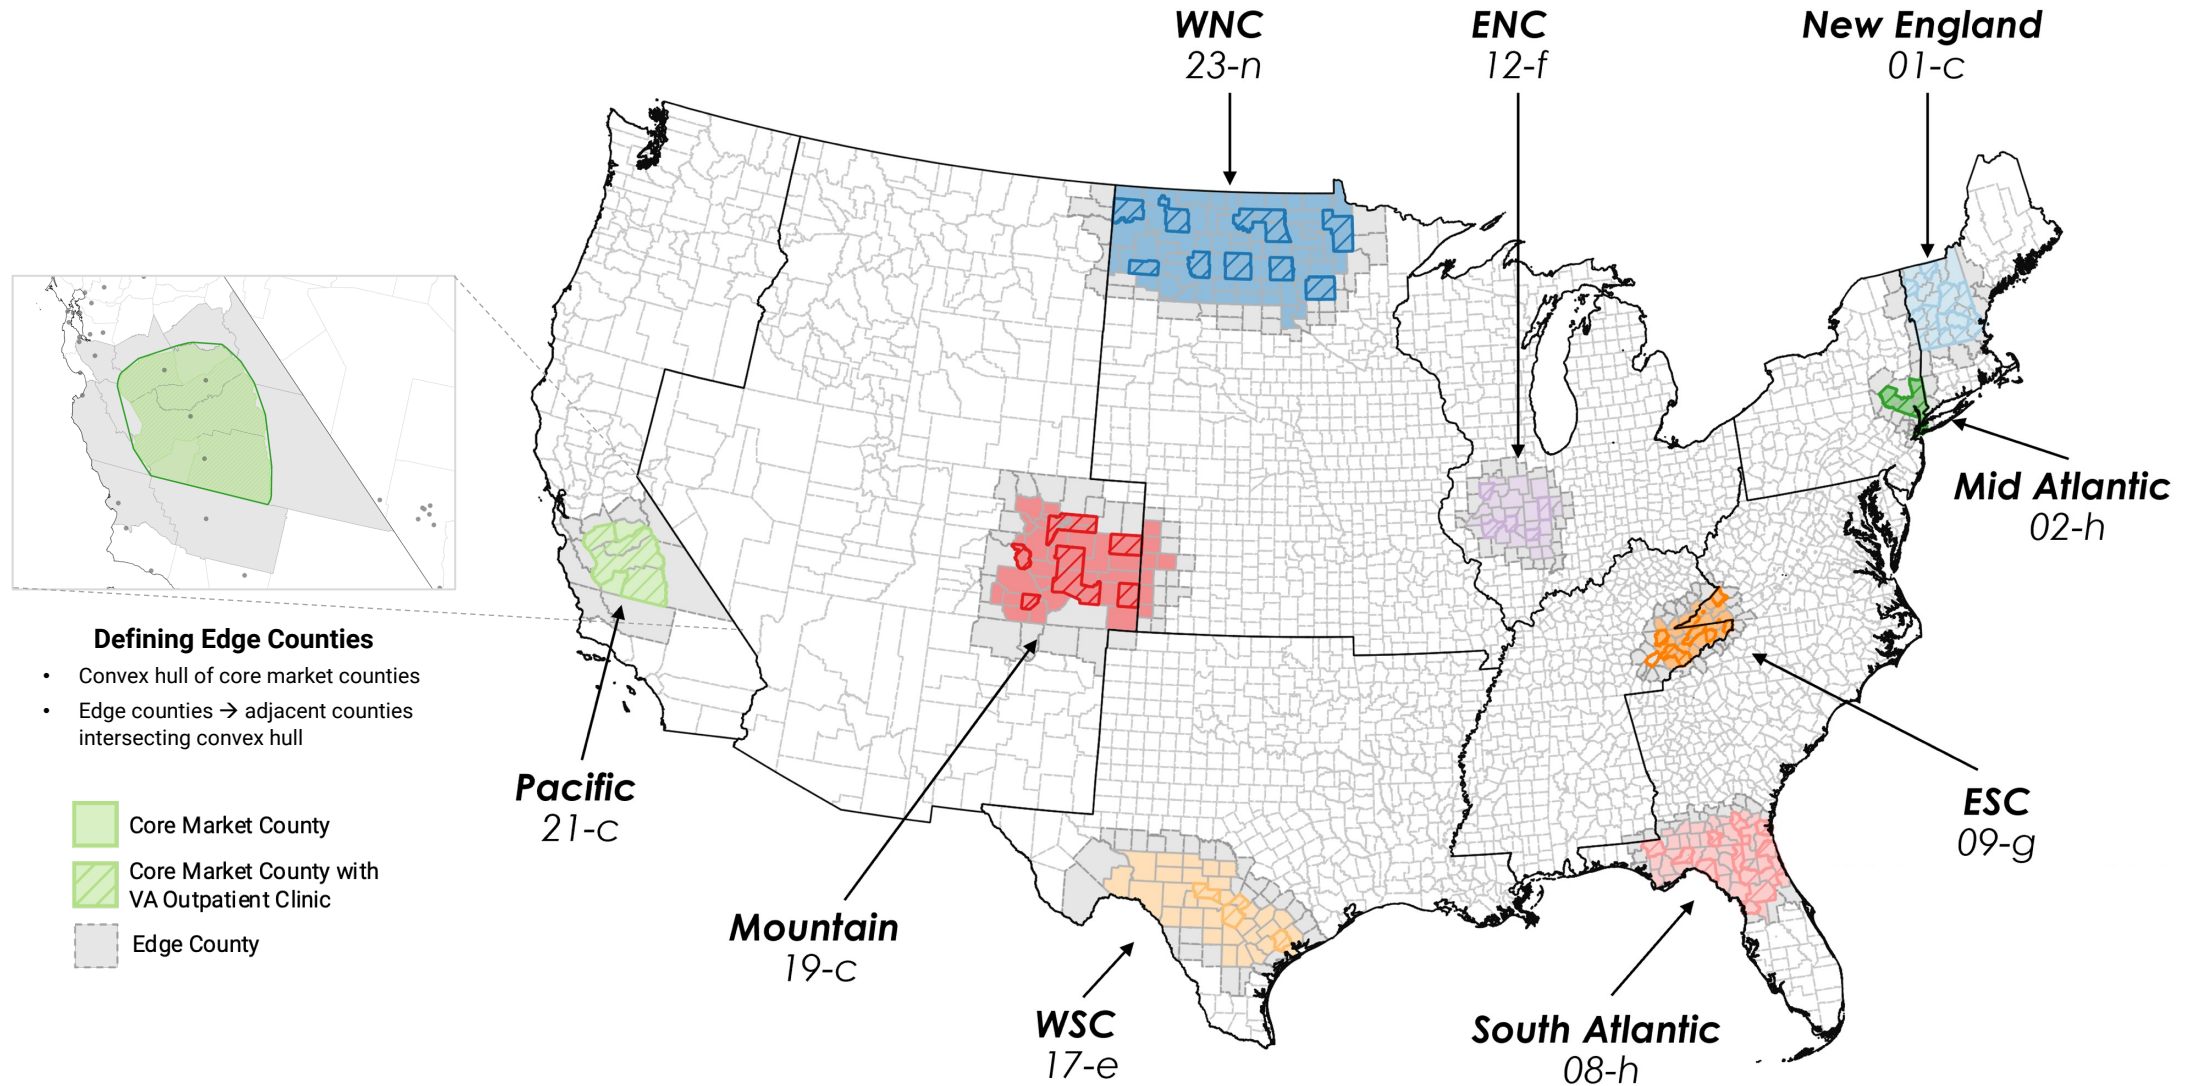 WNC
23-n
ENC
12-f
New England
01-c
Mid Atlantic
02-h
Defining Edge Counties
• Convex hull of core market counties
• Edge counties → adjacent counties
intersecting convex hull
Pacific
21-c
Core Market County
Core Market County with
VA Outpatient Clinic
Edge County
Mountain
19-c
WSC
17-e
South Atlantic
08-h
ESC
09-g